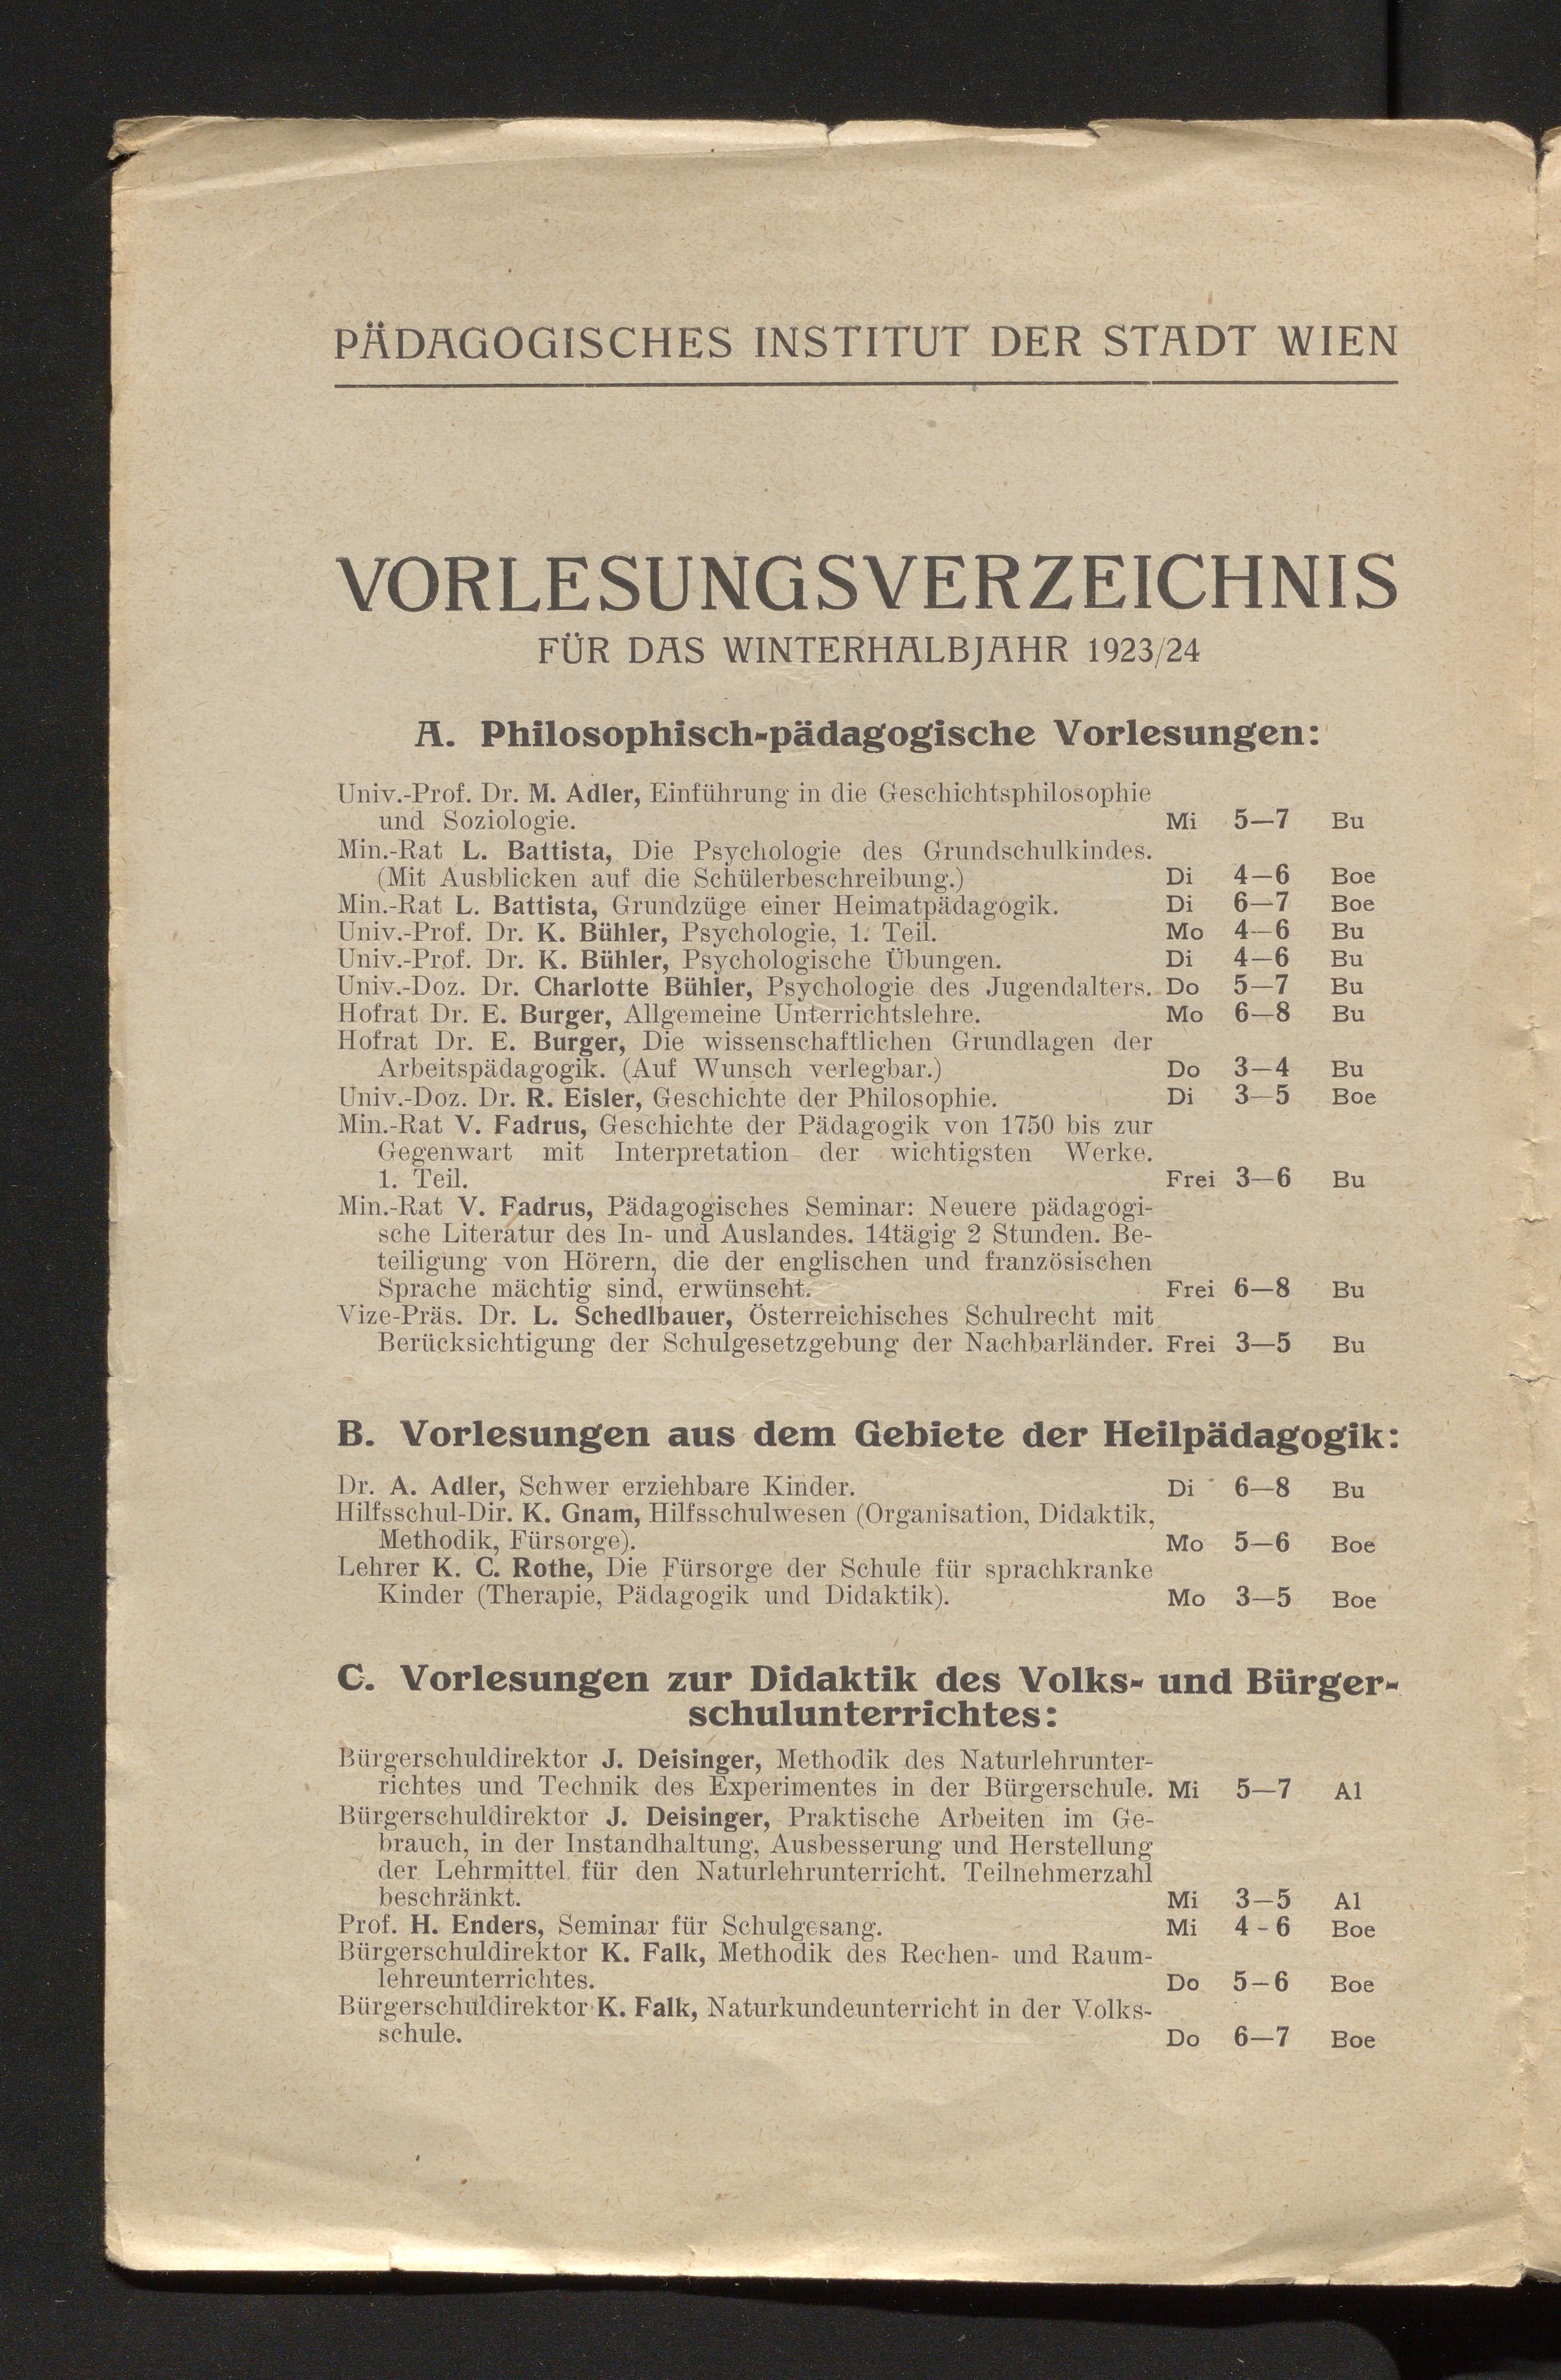 PÄDAGOGISCHES INSTITUT DER STADT WIEN
VORLESUNGSVERZEICHNIS
FÜR DAS WINTERHALBJAHR 1923/24
A. Philosophisch-pädagogische Vorlesungen:
Univ.-Prof. Dr. M. Adler, Einführung in die Geschichtsphilosophie
und Soziologie. Mi 5—7 Bu
Min.-Rat L. Battista, Die Psychologie des Grundschulkindes.
(Mit Ausblicken auf die Schülerbeschreibung.) Di 4—6 Boe
Min.-Rat L. Battista, Grundzüge einer Heimatpädagogik. Di 6—7 Boe
Univ.-Prof. Dr. K. Bühler, Psychologie, 1. Teil. Mo 4—6 Bu
Univ.-Prof. Dr. K. Bühler, Psychologische Übungen. Di 4—6 Bu
Univ.-Doz. Dr. Charlotte Bühler, Psychologie des Jugendalters. Do 5—7 Bu
Hofrat Dr. E. Burger, Allgemeine Unterrichtslehre. Mo 6—8 Bu
Hofrat Dr. E. Burger, Die wissenschaftlichen Grundlagen der
Arbeitspädagogik. (Auf Wunsch verlegbar.) Do 3—4 Bu
Univ.-Doz. Dr. R. Eisler, Geschichte der Philosophie. Di 3—5 Boe
Min.-Rat V. Fadrus, Geschichte der Pädagogik von 1750 bis zur
Gegenwart mit Interpretation der wichtigsten Werke.
1. Teil. Frei 3—6 Bu
Min.-Rat V. Fadrus, Pädagogisches Seminar: Neuere pädagogi-
sche Literatur des In- und Auslandes. 14tägig 2 Stunden. Be-
teiligung von Hörern, die der englischen und französischen
Sprache mächtig sind, erwünscht. Frei 6—8 Bu
Vize-Präs. Dr. L. Schedlbauer, Österreichisches Schulrecht mit
Berücksichtigung der Schulgesetzgebung der Nachbarländer. Frei 3—5 Bu
B. Vorlesungen aus dem Gebiete der Heilpädagogik:
Dr. A. Adler, Schwer erziehbare Kinder. Di 6—8 Bu
Hilfsschul-Dir. K. Gnam, Hilfsschulwesen (Organisation, Didaktik,
Methodik, Fürsorge). Mo 5—6 Boe
Lehrer K. C. Rothe, Die Fürsorge der Schule für sprachkranke
Kinder (Therapie, Pädagogik und Didaktik). Mo 3—5 Boe
C. Vorlesungen zur Didaktik des Volks- und Bürger-
schulunterrichtes:
Bürgerschuldirektor J. Deisinger, Methodik des Naturlehrunter-
richtes und Technik des Experimentes in der Bürgerschule. Mi 5—7 Al
Bürgerschuldirektor J. Deisinger, Praktische Arbeiten im Ge-
brauch, in der Instandhaltung, Ausbesserung und Herstellung
der Lehrmittel für den Naturlehrunterricht. Teilnehmerzahl
beschränkt. Mi 3—5 Al
Prof. H. Enders, Seminar für Schulgesang. Mi 4-6 Boe
Bürgerschuldirektor K. Falk, Methodik des Rechen- und Raum-
lehreunterrichtes. Do 5—6 Boe
Bürgerschuldirektor K. Falk, Naturkundeunterricht in der Volks-
schule. Do 6—7 Boe